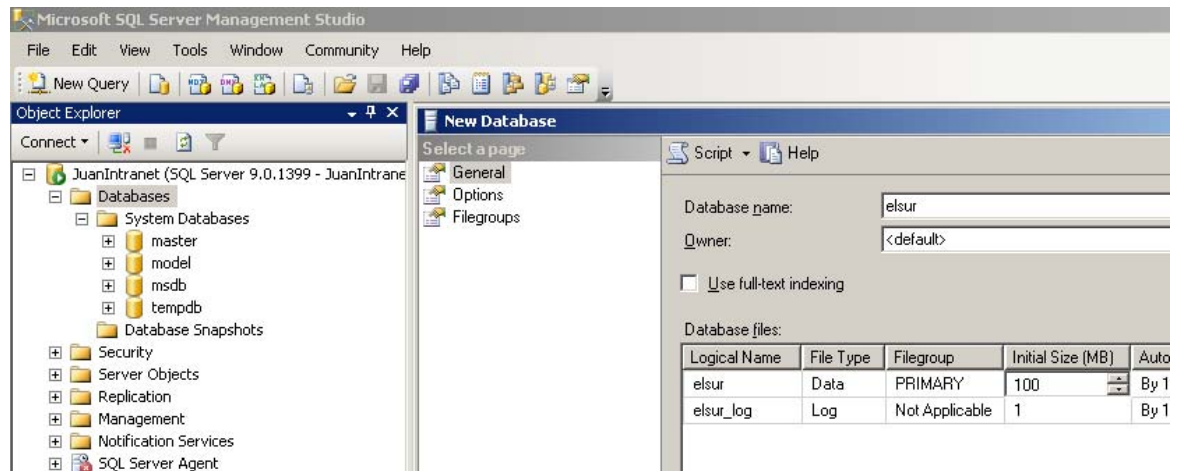 Microsoft SQL Server Management Studio
File Edit View Tools Window Community Help
New Query
Object Explorer
Connect
JuanIntranet (SQL Server 9.0.1399 - JuanIntrane
Databases
System Databases
master
model
msdb
tempdb
Database Snapshots
Security
Server Objects
Replication
Management
Notification Services
SQL Server Agent
New Database
Select a page
General
Options
Filegroups
Script Help
Database name: elsur
Owner: <default>
Use full-text indexing
Database files:
Logical Name File Type Filegroup Initial Size (MB) Auto
elsur Data PRIMARY 100 By 1
elsur_log Log Not Applicable 1 By 1